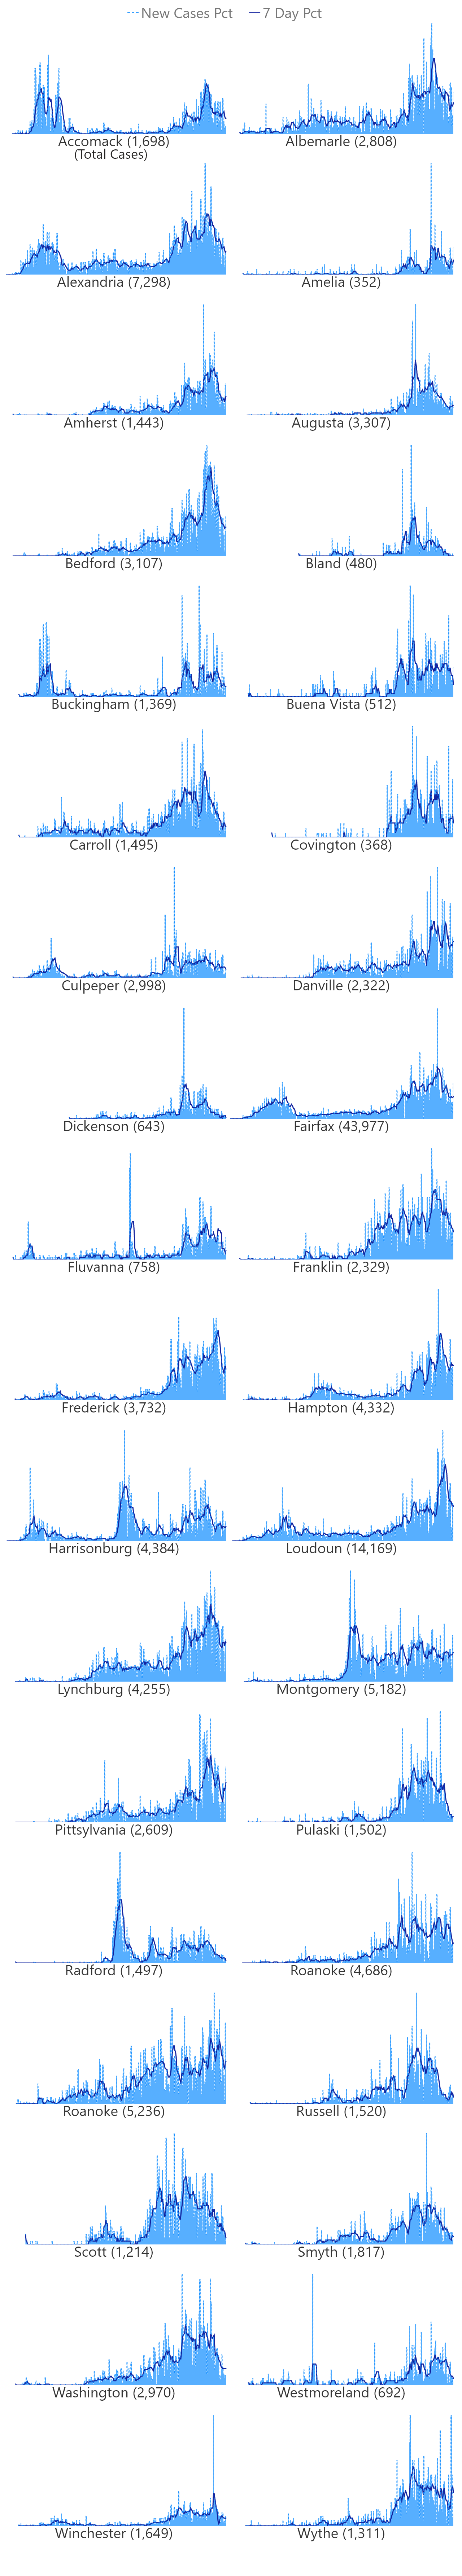 New Cases Pct 7 Day Pct
Accomack (1,698) Albemarle (2,808)
(Total Cases)
Alexandria (7,298) Amelia (352)
Amherst (1,443) Augusta (3,307)
Bedford (3,107) Bland (480)
Buckingham (1,369) Buena Vista (512)
Carroll (1,495) Covington (368)
Culpeper (2,998) Danville (2,322)
Dickenson (643) Fairfax (43,977)
Fluvanna (758) Franklin (2,329)
Frederick (3,732) Hampton (4,332)
Harrisonburg (4,384) Loudoun (14,169)
Lynchburg (4,255) Montgomery (5,182)
Pittsylvania (2,609) Pulaski (1,502)
Radford (1,497) Roanoke (4,686)
Roanoke (5,236) Russell (1,520)
Scott (1,214) Smyth (1,817)
Washington (2,970) Westmoreland (692)
Winchester (1,649) Wythe (1,311)